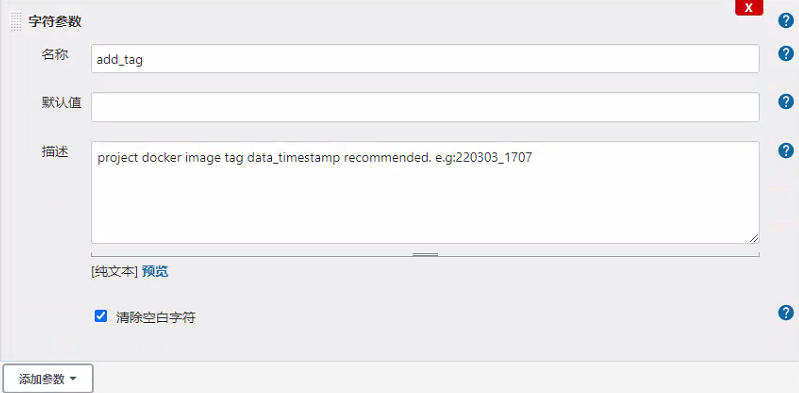 X
字符参数
名称 add_tag
默认值
描述 project docker image tag data_timestamp recommended. e.g:220303_1707
[纯文本] 预览
清除空白字符
添加参数